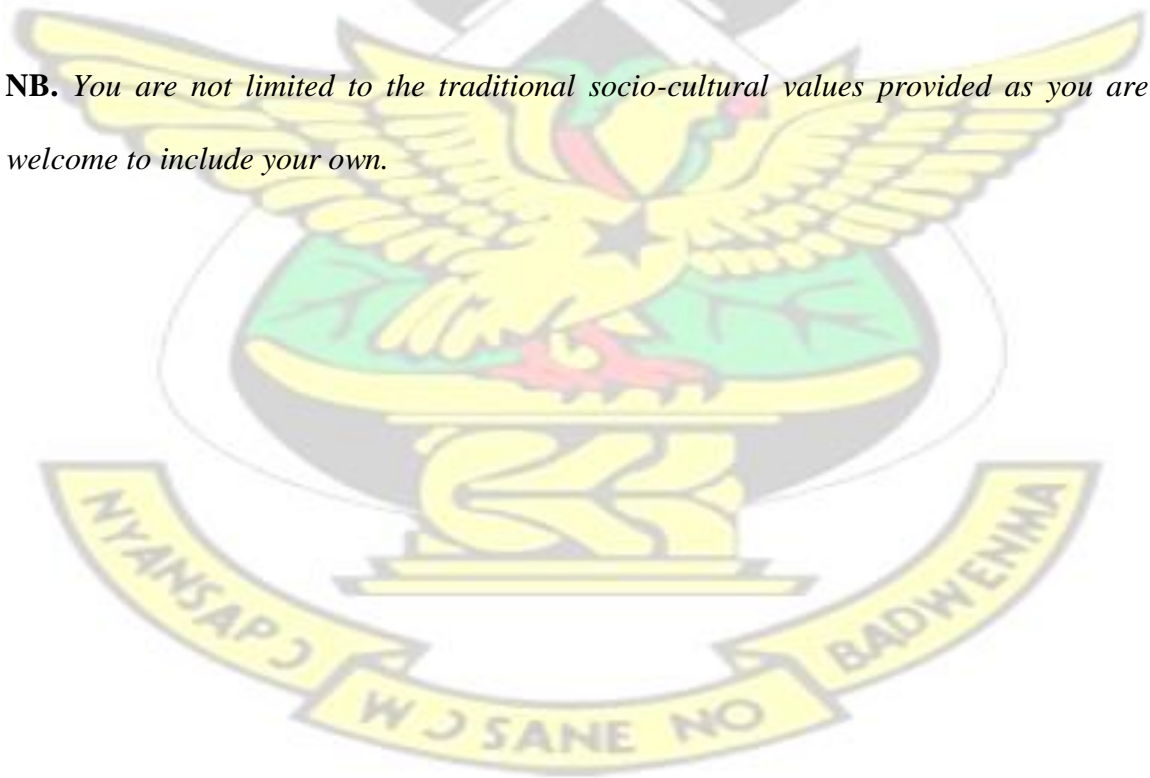 NB. You are not limited to the traditional socio-cultural values provided as you are
welcome to include your own.
NYANSAPƆ WƆSANE NO BADWENMA